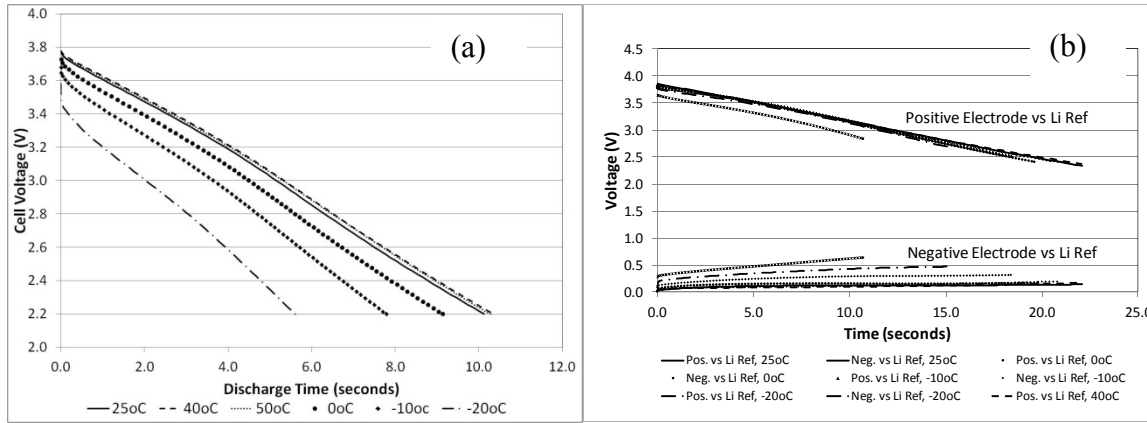 (a)
4.0
3.8
3.6
3.4
3.2
3.0
2.8
2.6
2.4
2.2
2.0
Cell Voltage (V)
0.0 2.0 4.0 6.0 8.0 10.0 12.0
Discharge Time (seconds)
25oC 40oC 50oC 0oC -10oc -20oC
(b)
4.5
4.0
3.5
3.0
2.5
2.0
1.5
1.0
0.5
0.0
Voltage (V)
Positive Electrode vs Li Ref
Negative Electrode vs Li Ref
0.0 5.0 10.0 15.0 20.0 25.0
Time (seconds)
Pos. vs Li Ref, 25oC Neg. vs Li Ref, 25oC Pos. vs Li Ref, 0oC
Neg. vs Li Ref, 0oC Pos. vs Li Ref, -10oC Neg. vs Li Ref, -10oC
Pos. vs Li Ref, -20oC Neg. vs Li Ref, -20oC Pos. vs Li Ref, 40oC